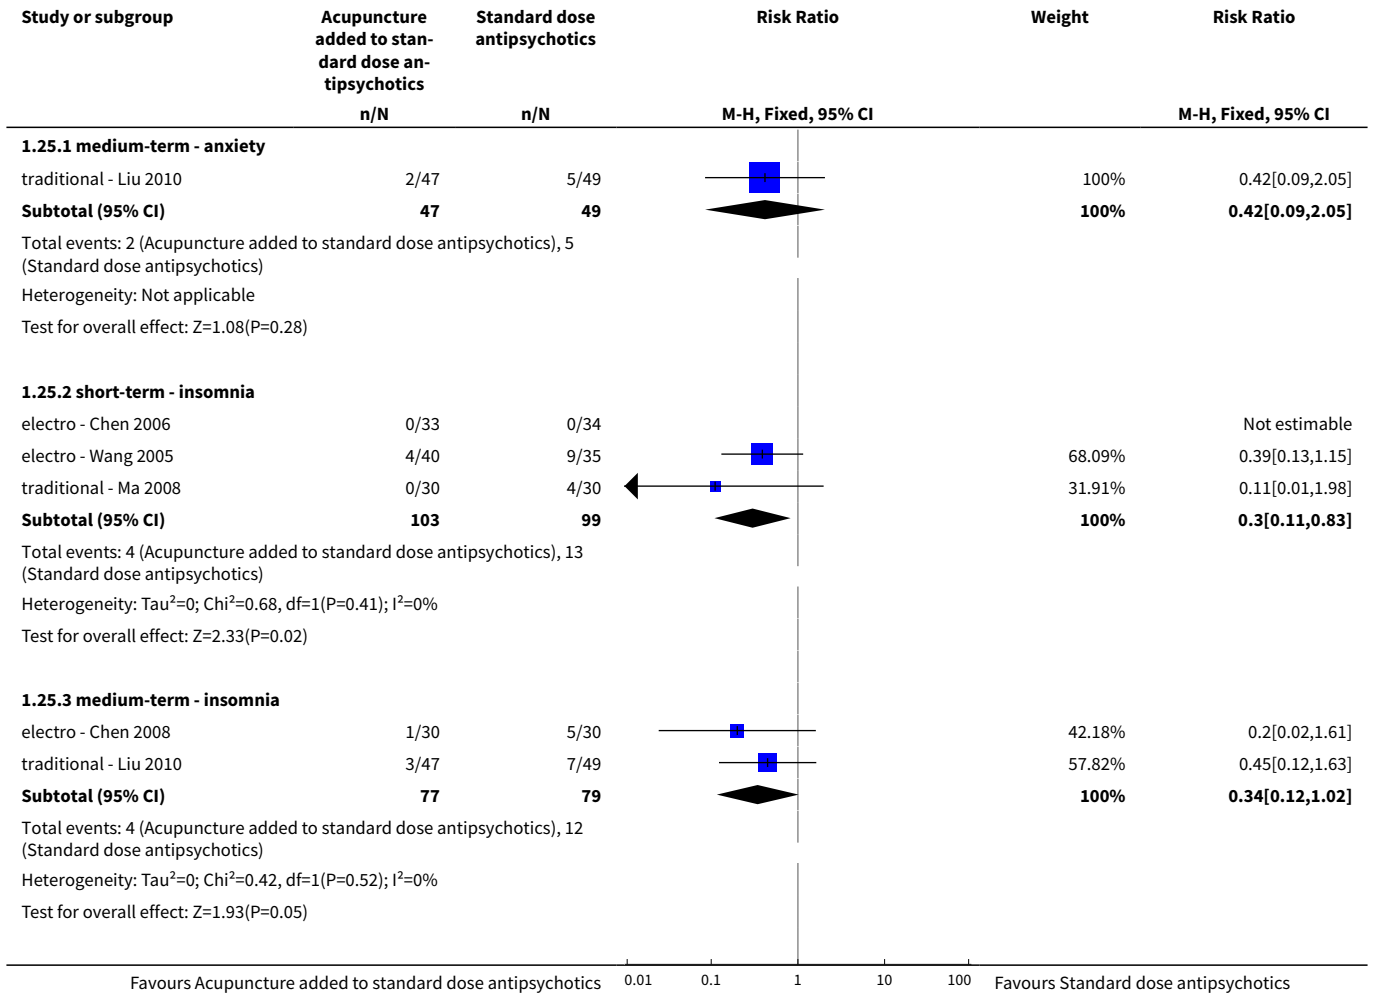 Study or subgroup Acupuncture added to stan- dard dose an- tipsychotics Standard dose antipsychotics Risk Ratio Weight Risk Ratio
n/N n/N M-H, Fixed, 95% CI M-H, Fixed, 95% CI
1.25.1 medium-term - anxiety
traditional - Liu 2010 2/47 5/49 100% 0.42[0.09,2.05]
Subtotal (95% CI) 47 49 100% 0.42[0.09,2.05]
Total events: 2 (Acupuncture added to standard dose antipsychotics), 5
(Standard dose antipsychotics)
Heterogeneity: Not applicable
Test for overall effect: Z=1.08(P=0.28)
1.25.2 short-term - insomnia
electro - Chen 2006 0/33 0/34 Not estimable
electro - Wang 2005 4/40 9/35 68.09% 0.39[0.13,1.15]
traditional - Ma 2008 0/30 4/30 31.91% 0.11[0.01,1.98]
Subtotal (95% CI) 103 99 100% 0.3[0.11,0.83]
Total events: 4 (Acupuncture added to standard dose antipsychotics), 13
(Standard dose antipsychotics)
Heterogeneity: Tau²=0; Chi²=0.68, df=1(P=0.41); I²=0%
Test for overall effect: Z=2.33(P=0.02)
1.25.3 medium-term - insomnia
electro - Chen 2008 1/30 5/30 42.18% 0.2[0.02,1.61]
traditional - Liu 2010 3/47 7/49 57.82% 0.45[0.12,1.63]
Subtotal (95% CI) 77 79 100% 0.34[0.12,1.02]
Total events: 4 (Acupuncture added to standard dose antipsychotics), 12
(Standard dose antipsychotics)
Heterogeneity: Tau²=0; Chi²=0.42, df=1(P=0.52); I²=0%
Test for overall effect: Z=1.93(P=0.05)
Favours Acupuncture added to standard dose antipsychotics 0.01 0.1 1 10 100 Favours Standard dose antipsychotics